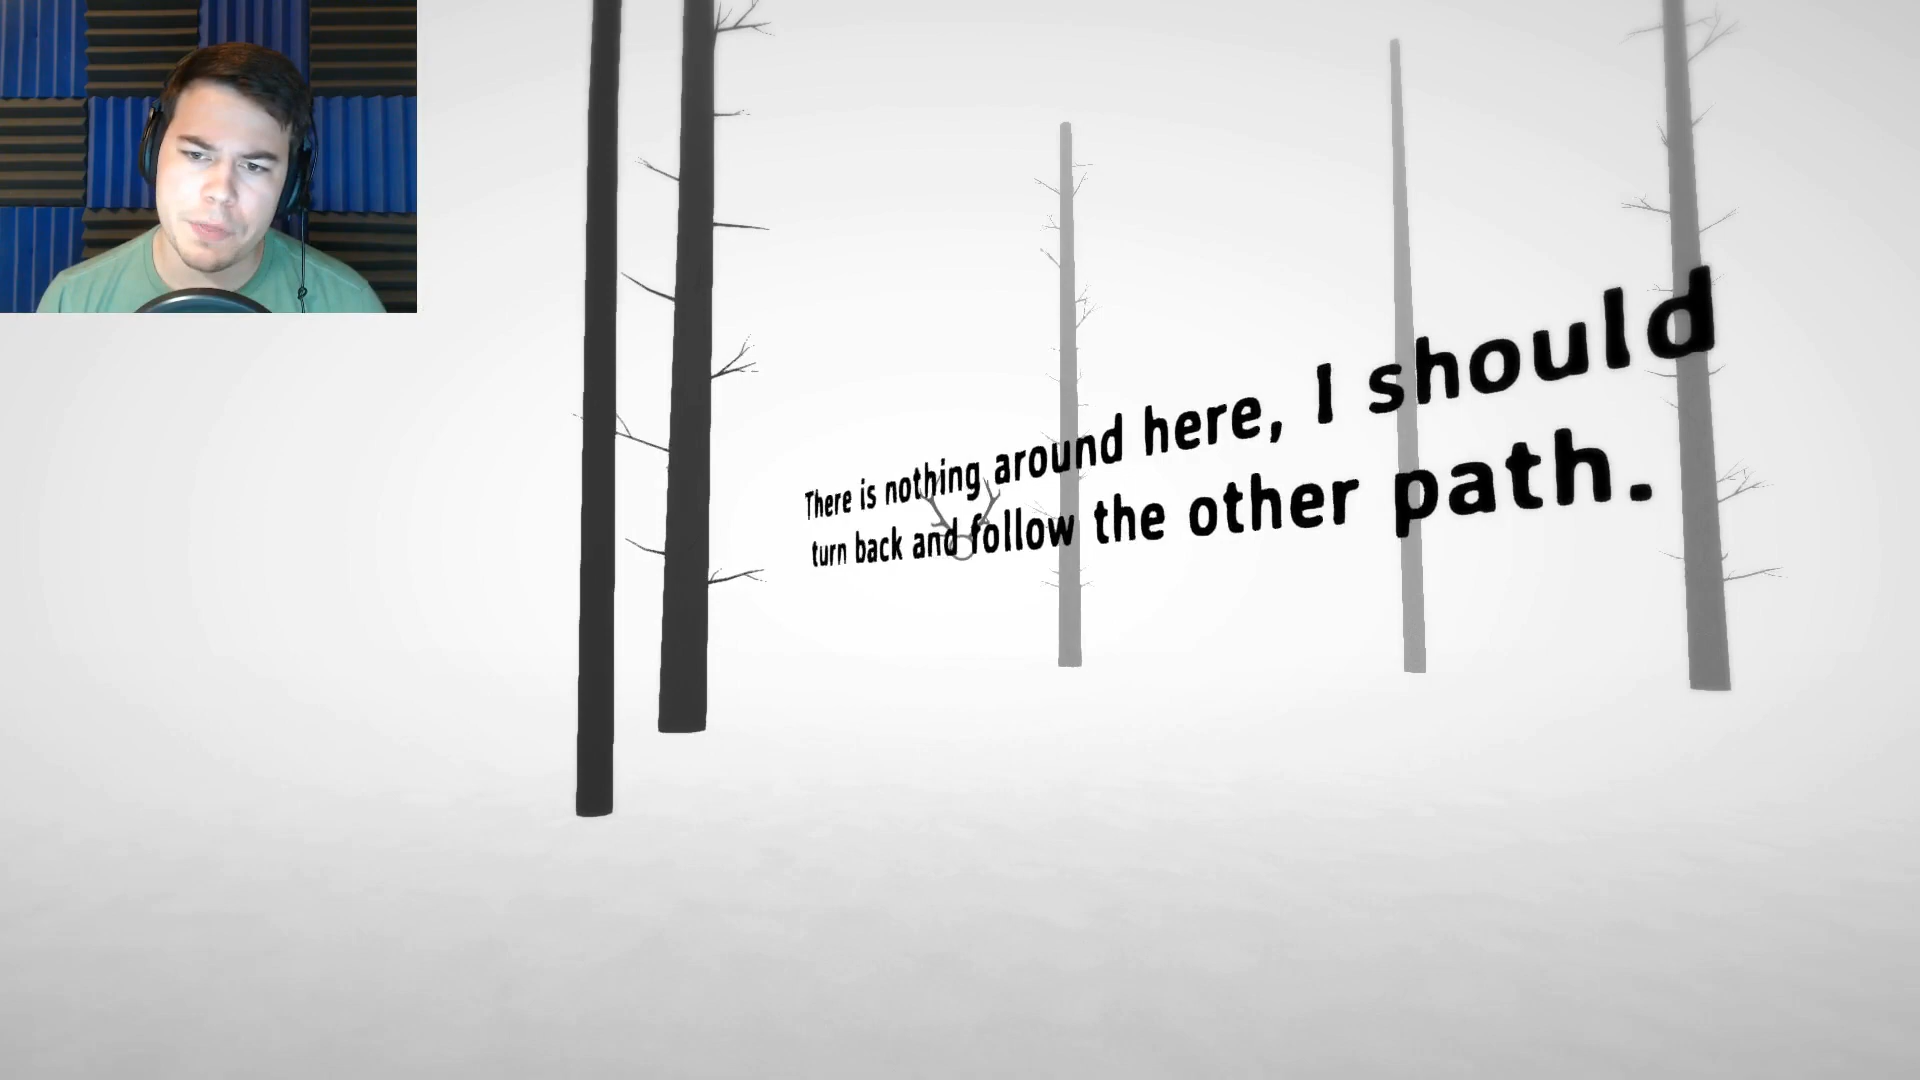 There is nothing around here, I should
turn back and follow the other path.